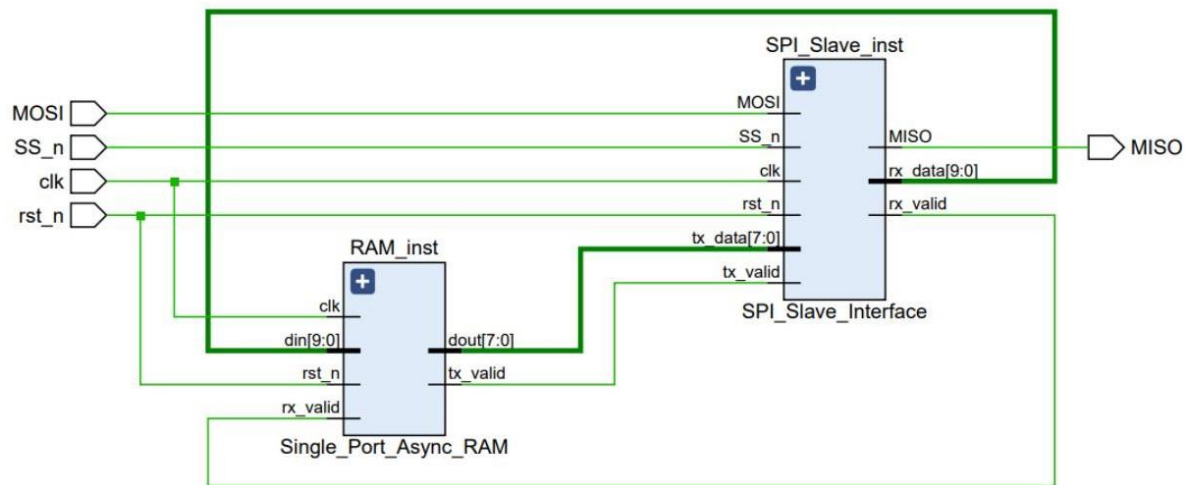 SPI_Slave_inst
MOSI
MOSI
SS_n
SS_n
MISO
MISO
clk
clk
rx_data[9:0]
rst_n
rst_n
rx_valid
RAM_inst
tx_data[7:0]
tx_valid
SPI_Slave_Interface
clk
din[9:0]
dout[7:0]
rst_n
tx_valid
rx_valid
Single_Port_Async_RAM